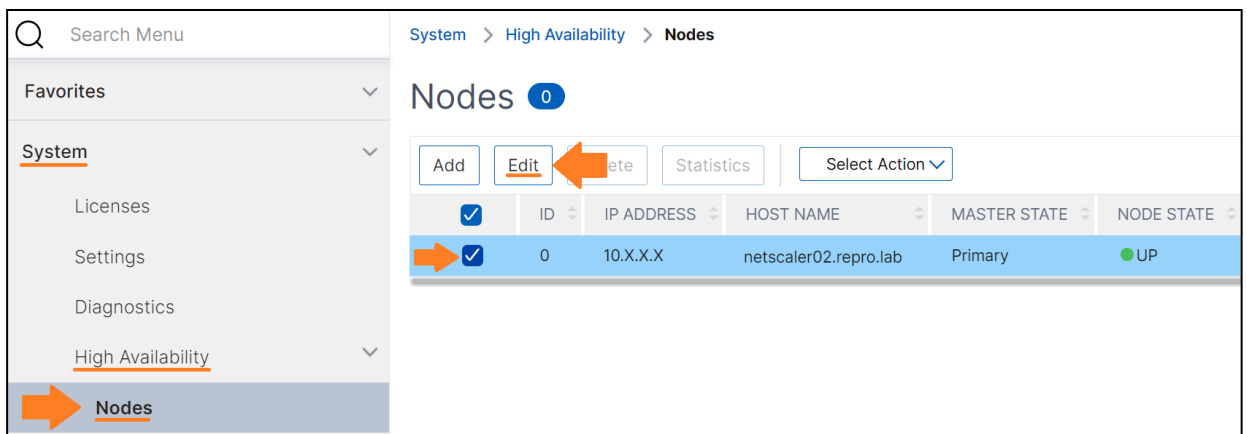 Search Menu
System > High Availability > Nodes
Favorites
Nodes 0
System
Add Edit ete Statistics Select Action
ID IP ADDRESS HOST NAME MASTER STATE NODE STATE
Licenses
0 10.X.X.X netscaler02.repro.lab Primary UP
Settings
Diagnostics
High Availability
Nodes